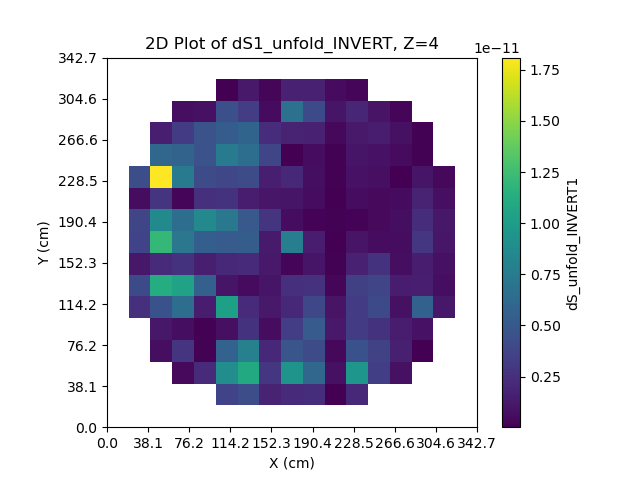 2D Plot of dS1_unfold_INVERT, Z=4
1e−11
342.7
304.6
266.6
228.5
190.4
152.3
114.2
76.2
38.1
0.0
Y (cm)
0.0 38.1 76.2 114.2 152.3 190.4 228.5 266.6 304.6 342.7
X (cm)
1.75
1.50
1.25
1.00
0.75
0.50
0.25
dS_unfold_INVERT1